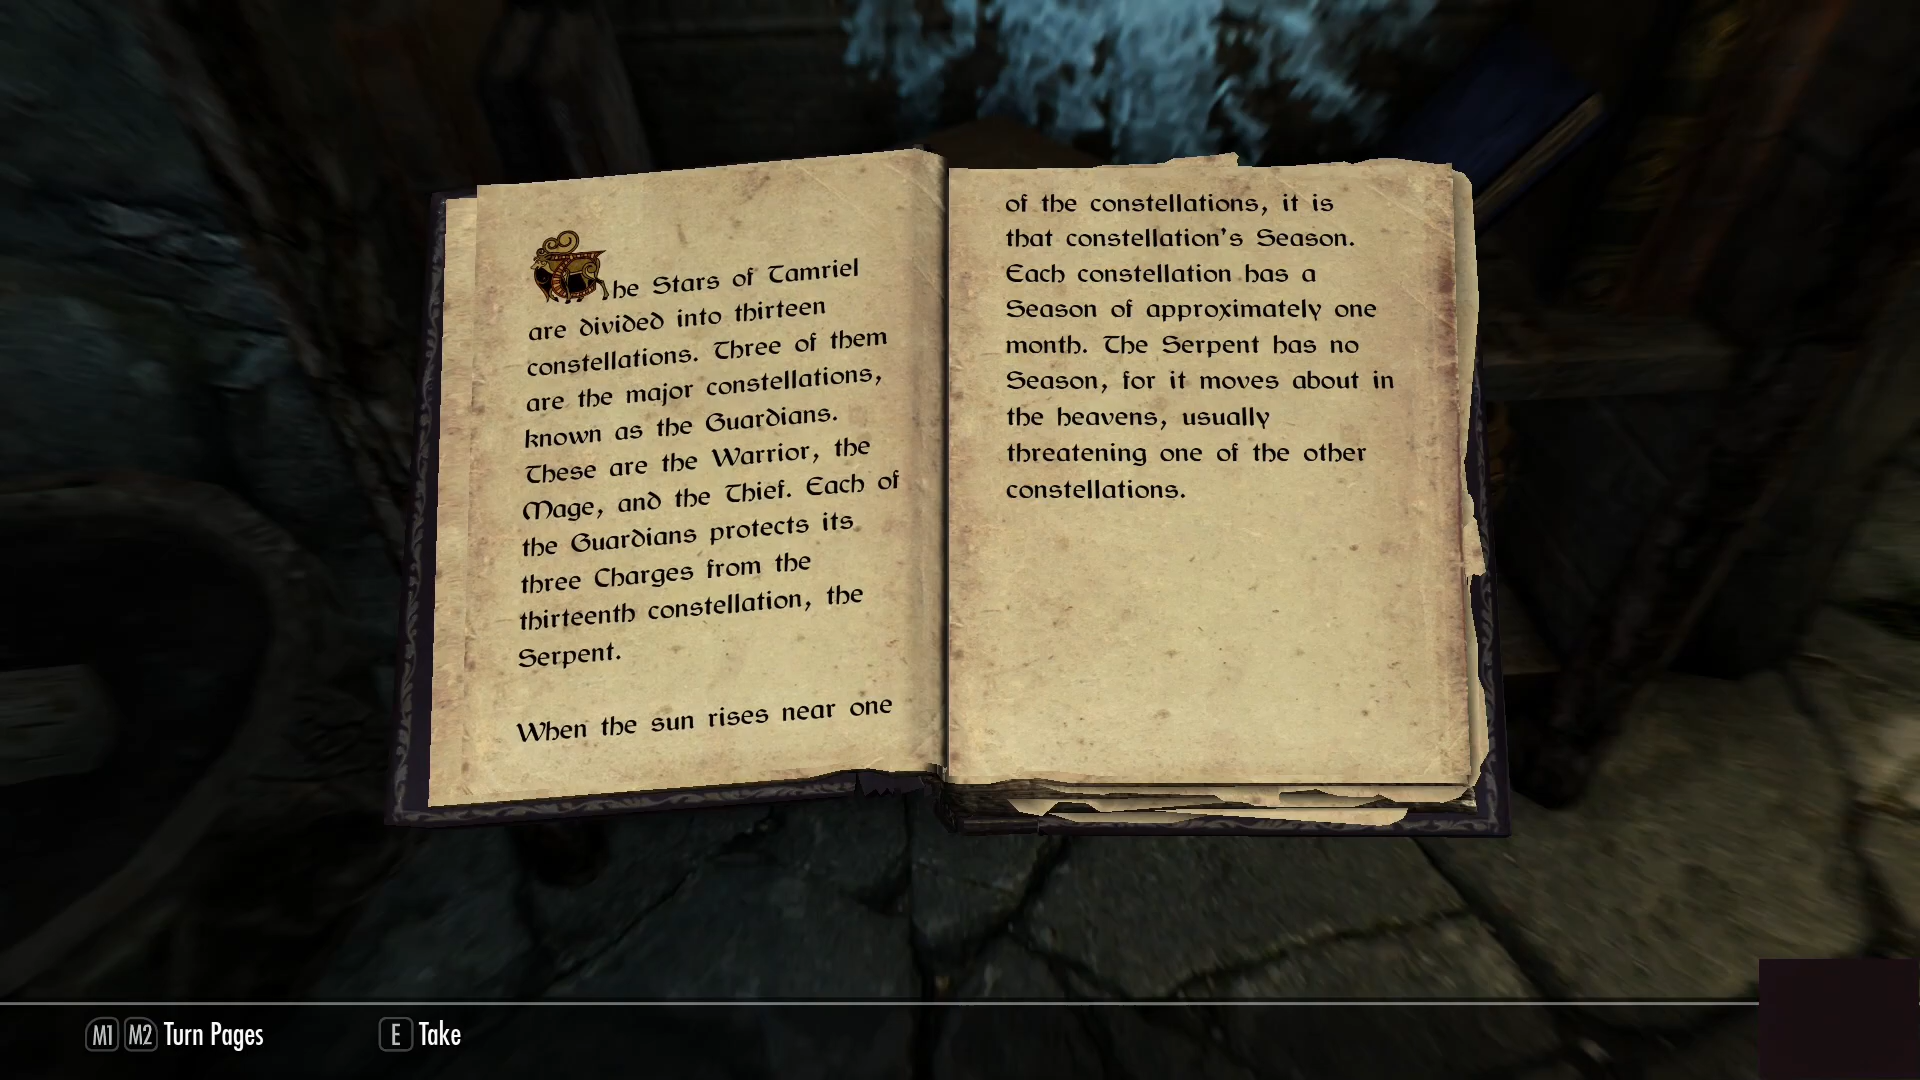 The Stars of Tamriel
are divided into thirteen
constellations. Three of them
are the major constellations,
known as the Guardians.
These are the Warrior, the
Mage, and the Thief. Each of
the Guardians protects its
three Charges from the
thirteenth constellation, the
Serpent.
When the sun rises near one
of the constellations, it is
that constellation's Season.
Each constellation has a
Season of approximately one
month. The Serpent has no
Season, for it moves about in
the heavens, usually
threatening one of the other
constellations.
M1 M2 Turn Pages
E Take